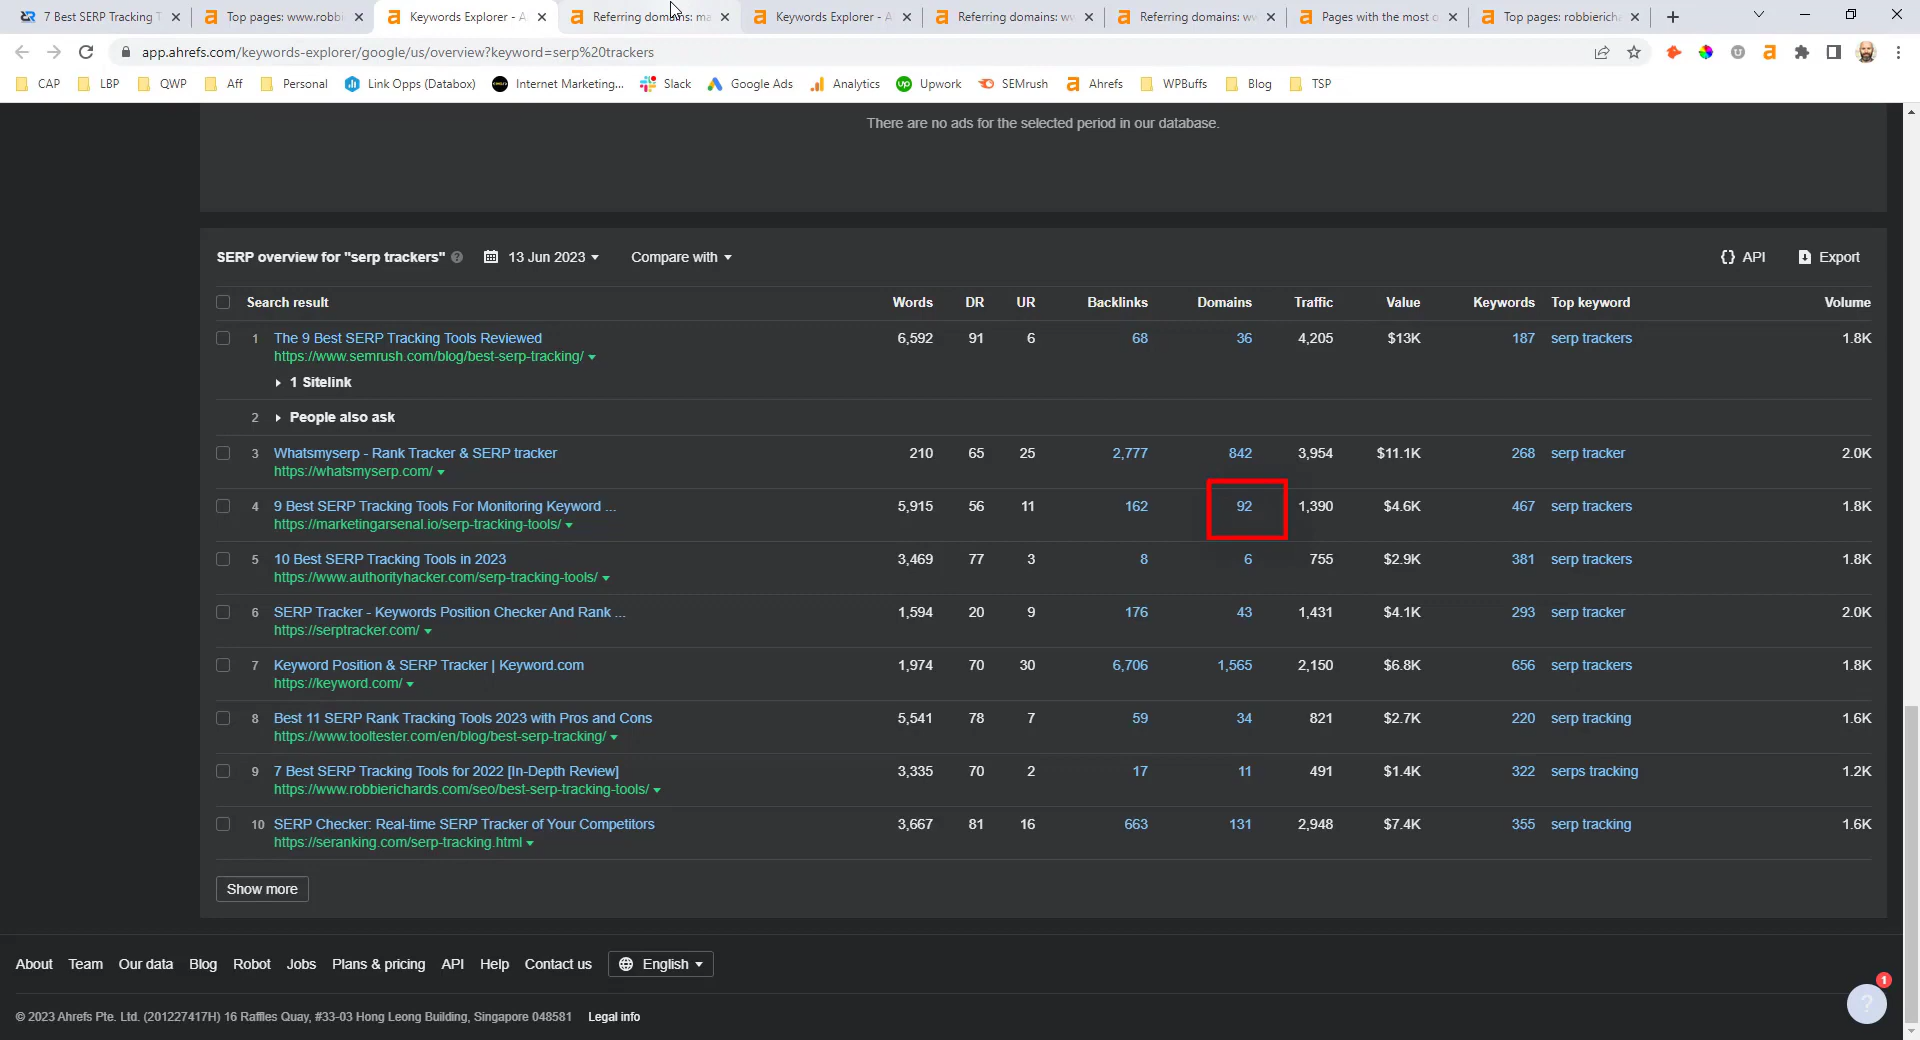 7 Best SERP Tracking T
Top pages: www.robbi
Keywords Explorer - A
Referring domains: ma
Keywords Explorer - A
Referring domains: ww
Referring domains: ww
Pages with the most o
Top pages: robbierich
app.ahrefs.com/keywords-explorer/google/us/overview?keyword=serp%20trackers
CAP LBP QWP Aff Personal Link Opps (Databox) Internet Marketing... Slack Google Ads Analytics Upwork SEMrush Ahrefs WPBuffs Blog TSP
There are no ads for the selected period in our database.
SERP overview for "serp trackers" ? 13 Jun 2023 Compare with {} API Export
Search result Words DR UR Backlinks Domains Traffic Value Keywords Top keyword Volume
1 The 9 Best SERP Tracking Tools Reviewed 6,592 91 6 68 36 4,205 $13K 187 serp trackers 1.8K
https://www.semrush.com/blog/best-serp-tracking/
1 Sitelink
2 People also ask
3 Whatsmyserp - Rank Tracker & SERP tracker 210 65 25 2,777 842 3,954 $11.1K 268 serp tracker 2.0K
https://whatsmyserp.com/
4 9 Best SERP Tracking Tools For Monitoring Keyword ... 5,915 56 11 162 92 1,390 $4.6K 467 serp trackers 1.8K
https://marketingarsenal.io/serp-tracking-tools/
5 10 Best SERP Tracking Tools in 2023 3,469 77 3 8 6 755 $2.9K 381 serp trackers 1.8K
https://www.authorityhacker.com/serp-tracking-tools/
6 SERP Tracker - Keywords Position Checker And Rank ... 1,594 20 9 176 43 1,431 $4.1K 293 serp tracker 2.0K
https://serptracker.com/
7 Keyword Position & SERP Tracker | Keyword.com 1,974 70 30 6,706 1,565 2,150 $6.8K 656 serp trackers 1.8K
https://keyword.com/
8 Best 11 SERP Rank Tracking Tools 2023 with Pros and Cons 5,541 78 7 59 34 821 $2.7K 220 serp tracking 1.6K
https://www.tooltester.com/en/blog/best-serp-tracking/
9 7 Best SERP Tracking Tools for 2022 [In-Depth Review] 3,335 70 2 17 11 491 $1.4K 322 serps tracking 1.2K
https://www.robbierichards.com/seo/best-serp-tracking-tools/
10 SERP Checker: Real-time SERP Tracker of Your Competitors 3,667 81 16 663 131 2,948 $7.4K 355 serp tracking 1.6K
https://seranking.com/serp-tracking.html
Show more
About Team Our data Blog Robot Jobs Plans & pricing API Help Contact us English
1
?
© 2023 Ahrefs Pte. Ltd. (201227417H) 16 Raffles Quay, #33-03 Hong Leong Building, Singapore 048581 Legal info